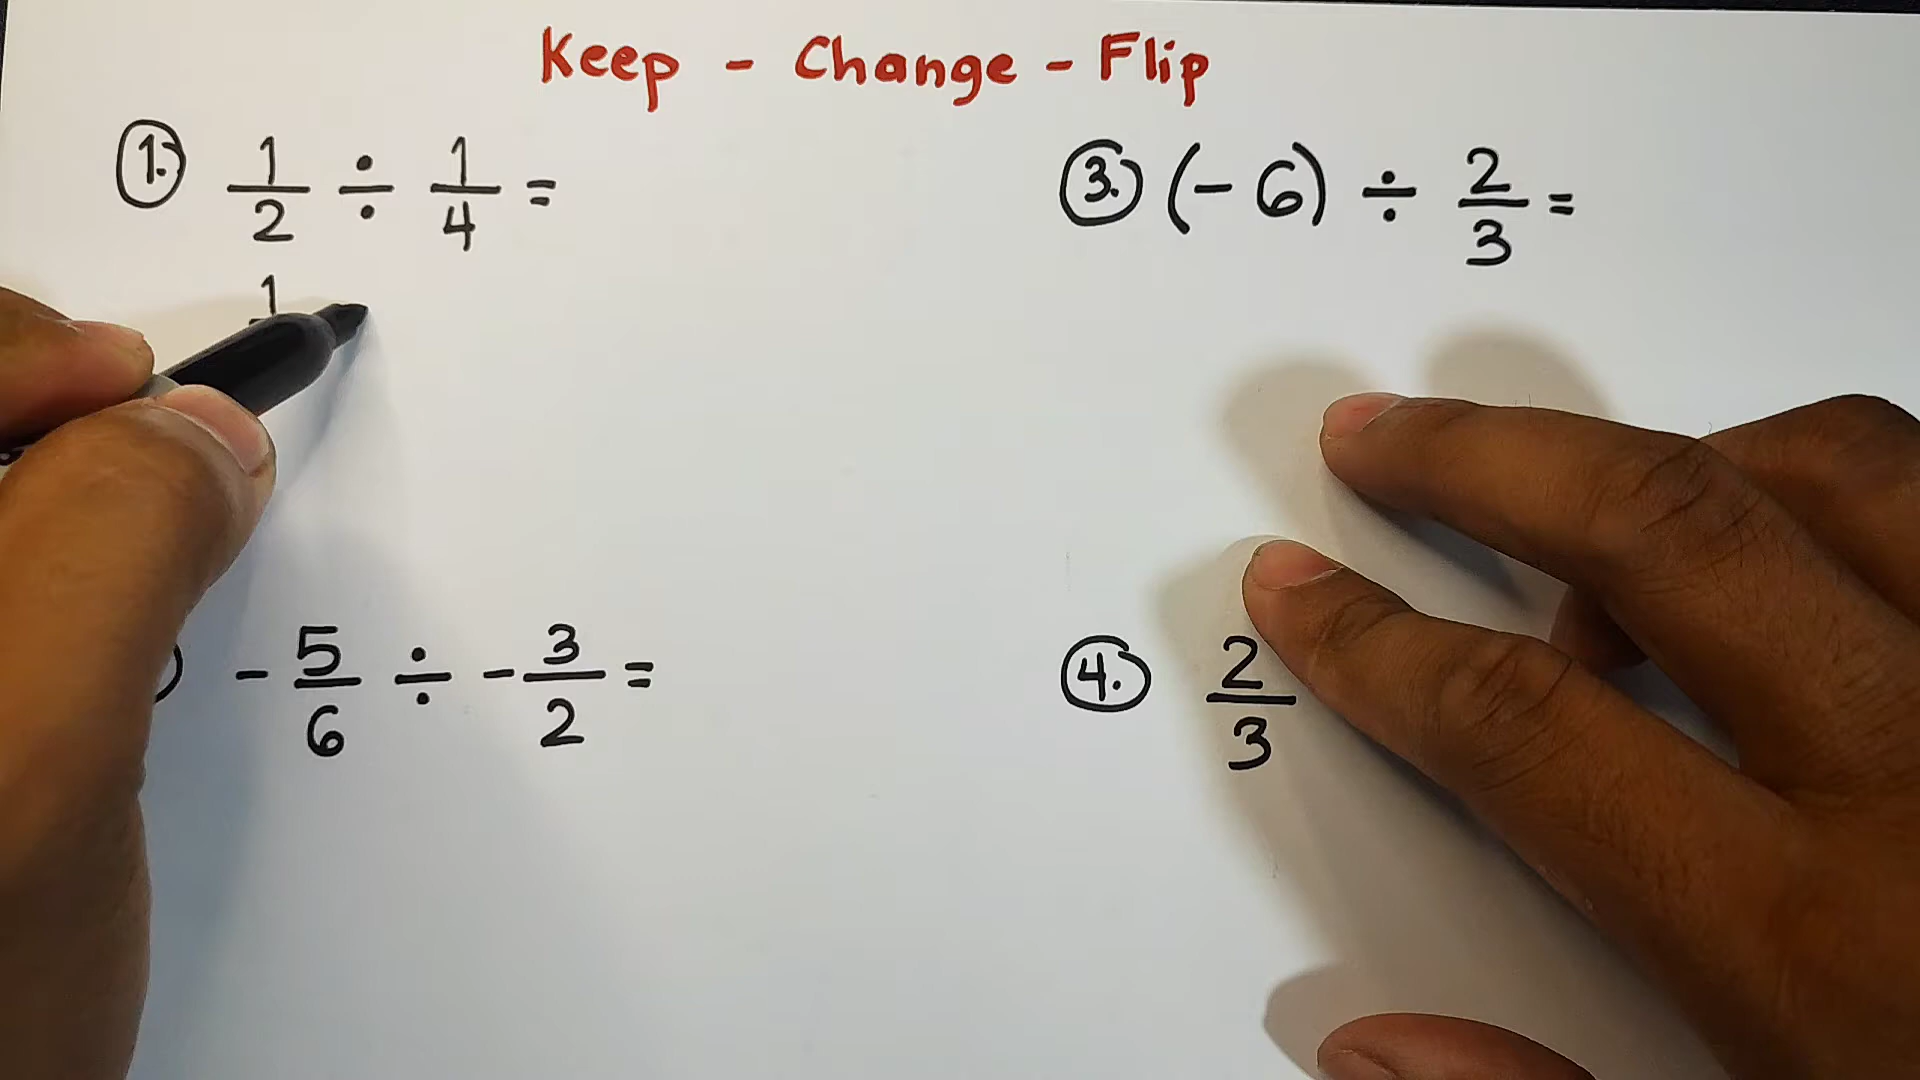 Keep - Change - Flip
1. 1/2 ÷ 1/4 =
1
3. (-6) ÷ 2/3 =
- 5/6 ÷ - 3/2 =
4. 2/3